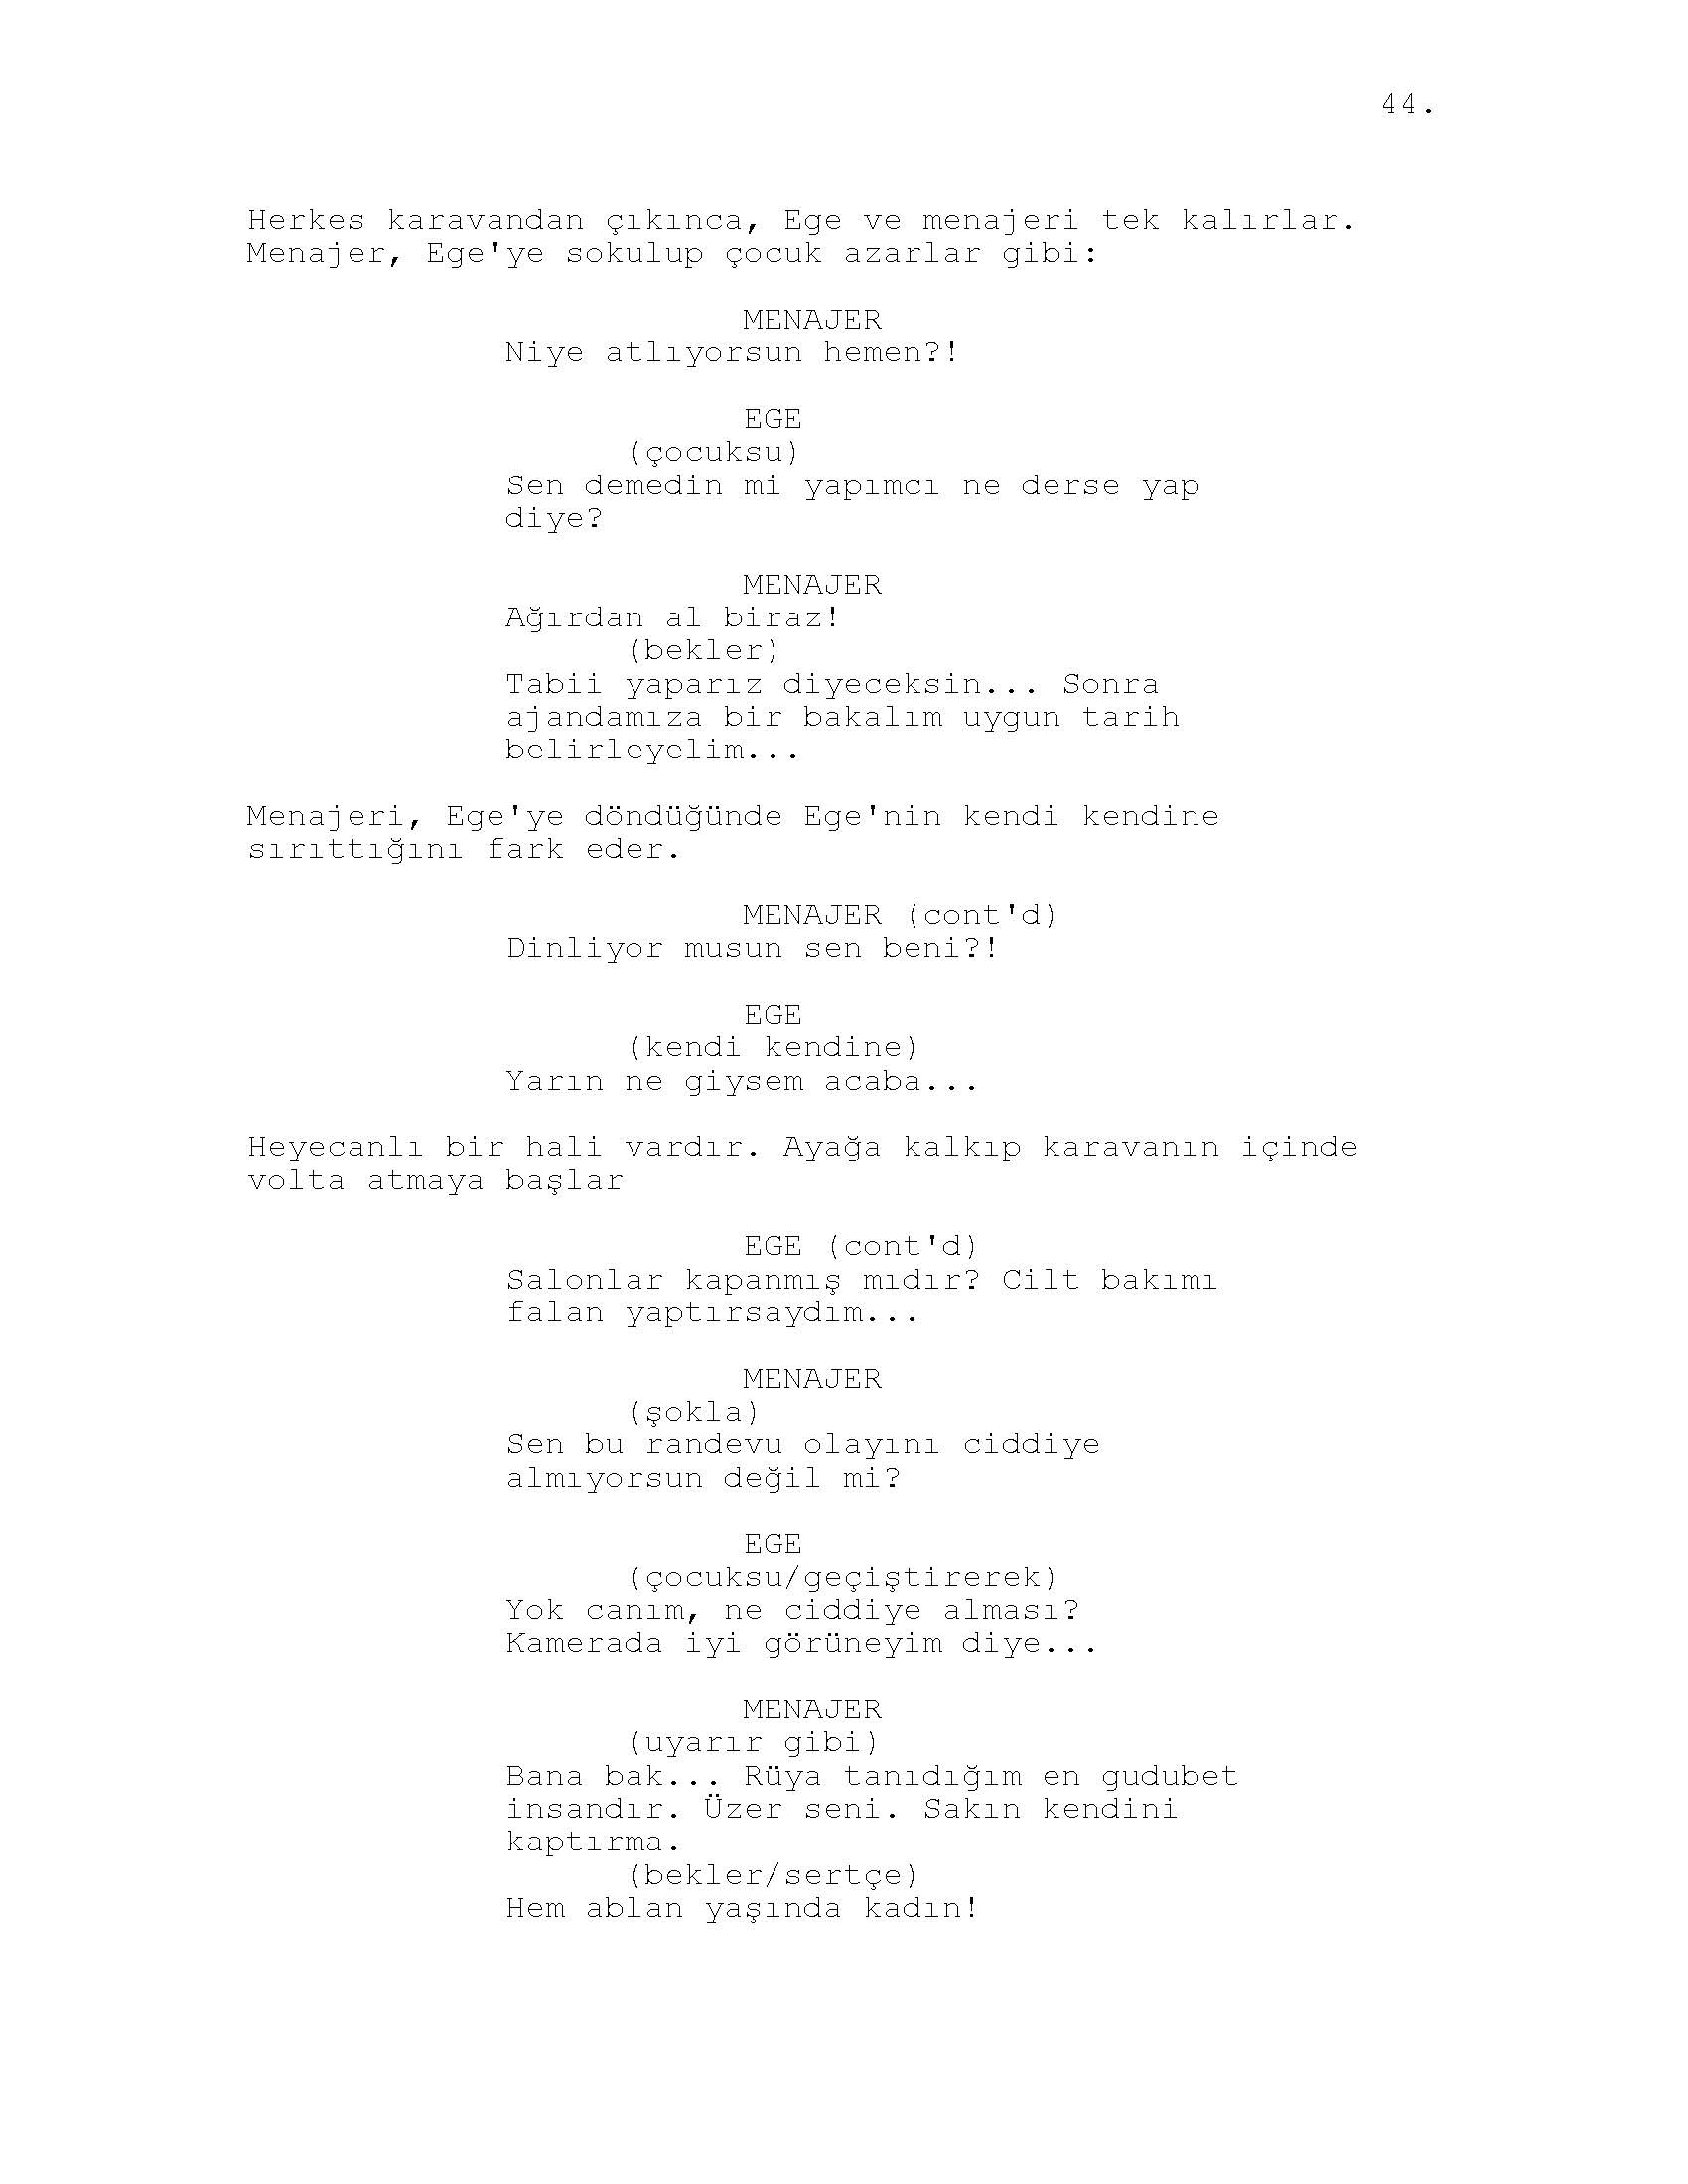 44.
Herkes karavandan çıkınca, Ege ve menajeri tek kalırlar.
Menajer, Ege'ye sokulup çocuk azarlar gibi:
MENAJER
Niye atlıyorsun hemen?!
EGE
(çocuksu)
Sen demedin mi yapımcı ne derse yap
diye?
MENAJER
Ağırdan al biraz!
(bekler)
Tabii yaparız diyeceksin... Sonra
ajandamıza bir bakalım uygun tarih
belirleyelim...
Menajeri, Ege'ye döndüğünde Ege'nin kendi kendine
sırıttığını fark eder.
MENAJER (cont'd)
Dinliyor musun sen beni?!
EGE
(kendi kendine)
Yarın ne giysem acaba...
Heyecanlı bir hali vardır. Ayağa kalkıp karavanın içinde
volta atmaya başlar
EGE (cont'd)
Salonlar kapanmış mıdır? Cilt bakımı
falan yaptırsaydım...
MENAJER
(şokla)
Sen bu randevu olayını ciddiye
almıyorsun değil mi?
EGE
(çocuksu/geçiştirerek)
Yok canım, ne ciddiye alması?
Kamerada iyi görüneyim diye...
MENAJER
(uyarır gibi)
Bana bak... Rüya tanıdığım en gudubet
insandır. Üzer seni. Sakın kendini
kaptırma.
(bekler/sertçe)
Hem ablan yaşında kadın!